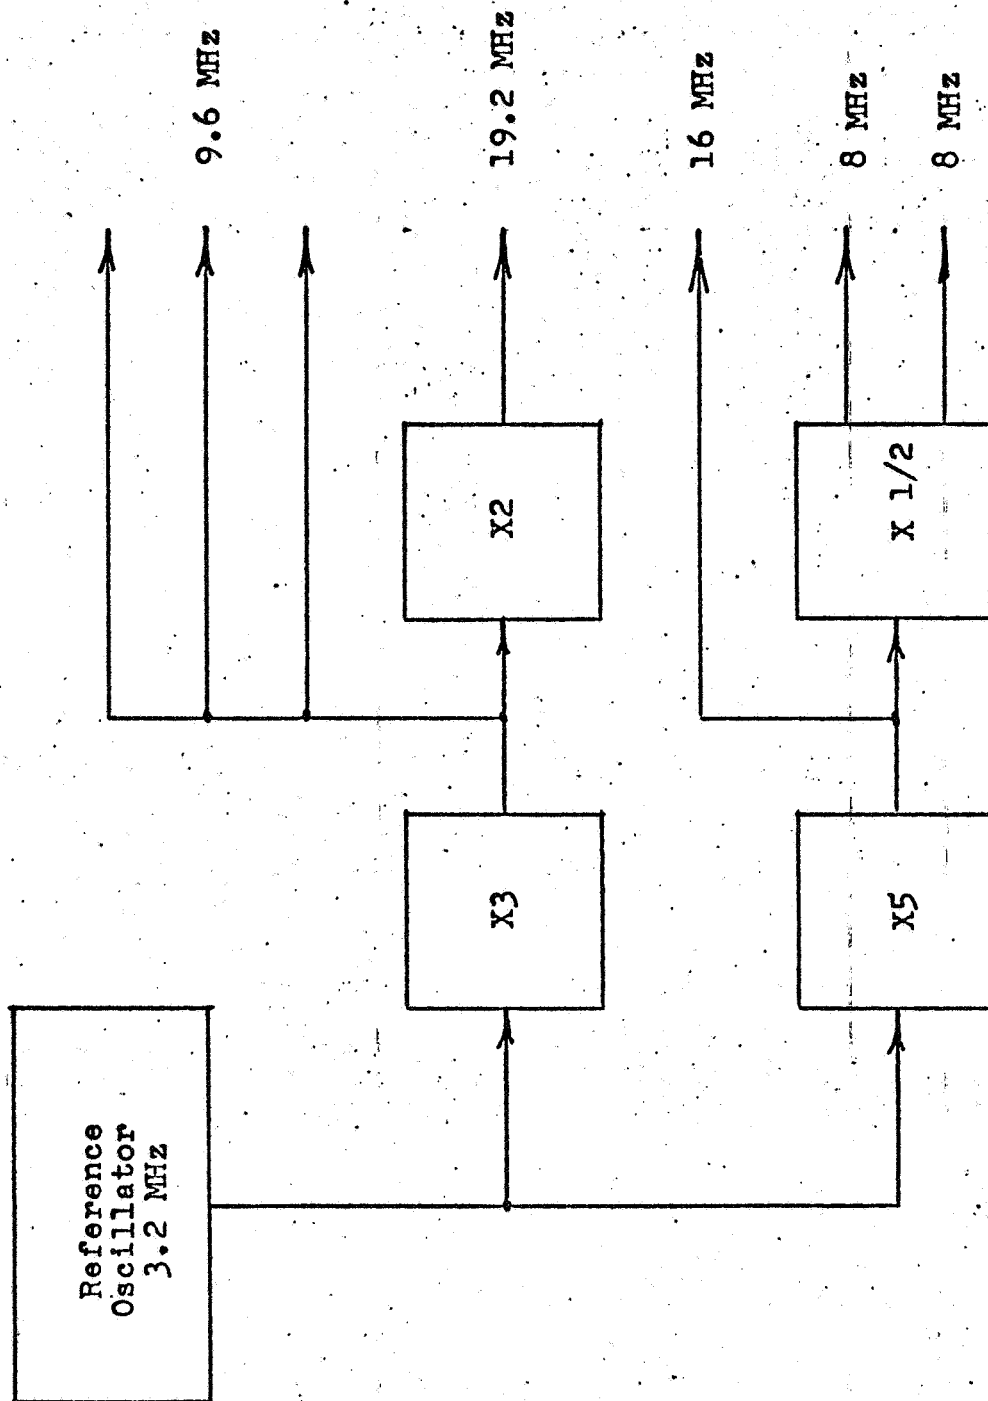 Reference
Oscillator
3.2 MHz
X3
X5
X2
X 1/2
9.6 MHz
19.2 MHz
16 MHz
8 MHz
8 MHz